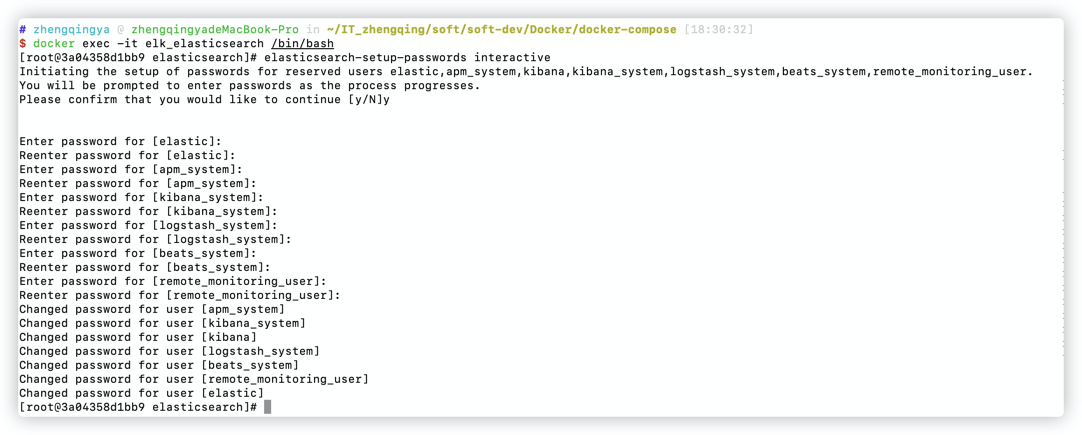 # zhengqingya @ zhengqingyadeMacBook-Pro in ~/IT_zhengqing/soft/soft-dev/Docker/docker-compose [18:30:32]
$ docker exec -it elk_elasticsearch /bin/bash
[root@3a04358d1bb9 elasticsearch]# elasticsearch-setup-passwords interactive
Initiating the setup of passwords for reserved users elastic,apm_system,kibana,kibana_system,logstash_system,beats_system,remote_monitoring_user.
You will be prompted to enter passwords as the process progresses.
Please confirm that you would like to continue [y/N]y
Enter password for [elastic]:
Reenter password for [elastic]:
Enter password for [apm_system]:
Reenter password for [apm_system]:
Enter password for [kibana_system]:
Reenter password for [kibana_system]:
Enter password for [logstash_system]:
Reenter password for [logstash_system]:
Enter password for [beats_system]:
Reenter password for [beats_system]:
Enter password for [remote_monitoring_user]:
Reenter password for [remote_monitoring_user]:
Changed password for user [apm_system]
Changed password for user [kibana_system]
Changed password for user [kibana]
Changed password for user [logstash_system]
Changed password for user [beats_system]
Changed password for user [remote_monitoring_user]
Changed password for user [elastic]
[root@3a04358d1bb9 elasticsearch]#